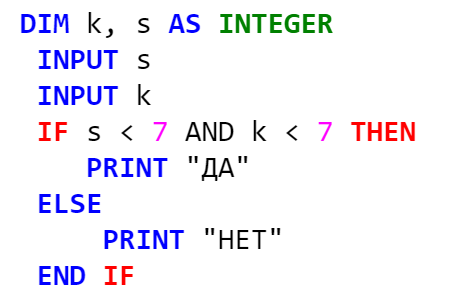 DIM k, s AS INTEGER
INPUT s
INPUT k
IF s < 7 AND k < 7 THEN
PRINT "ДА"
ELSE
PRINT "НЕТ"
END IF